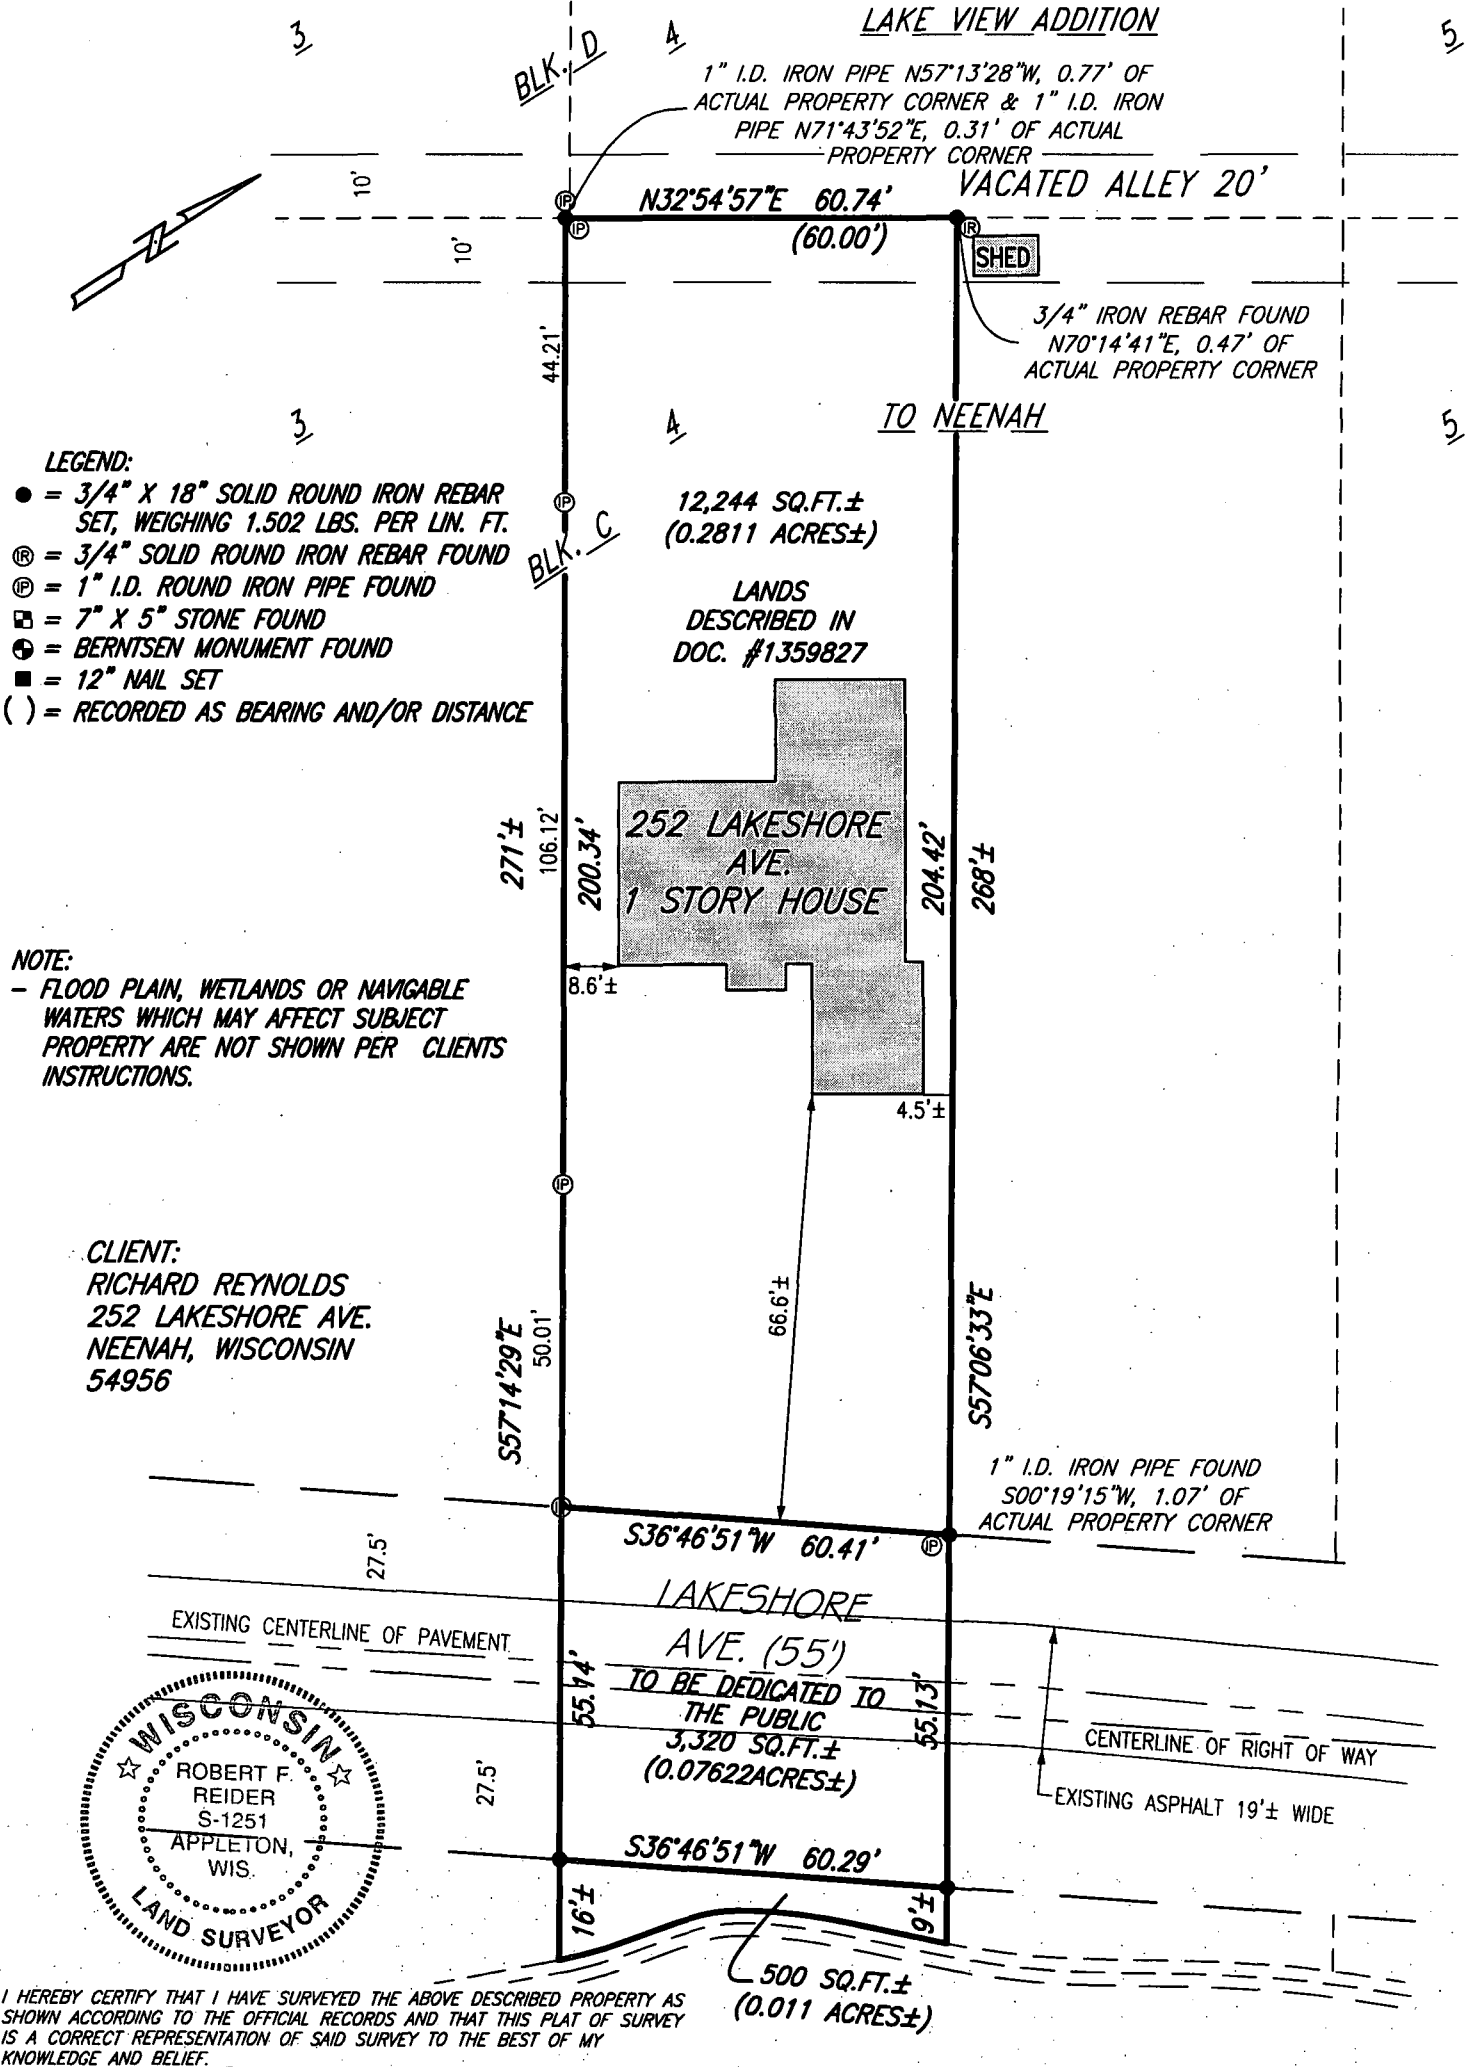 3
4
LAKE VIEW ADDITION
5
BLK. D
1" I.D. IRON PIPE N57°13'28"W, 0.77' OF
ACTUAL PROPERTY CORNER & 1" I.D. IRON
PIPE N71°43'52"E, 0.31' OF ACTUAL
PROPERTY CORNER
10'
N32°54'57"E 60.74'
(60.00')
VACATED ALLEY 20'
IP
IP
IR
10'
SHED
44.21'
3/4" IRON REBAR FOUND
N70°14'41"E, 0.47' OF
ACTUAL PROPERTY CORNER
3
4
TO NEENAH
5
LEGEND:
● = 3/4" X 18" SOLID ROUND IRON REBAR
SET, WEIGHING 1.502 LBS. PER LIN. FT.
IR = 3/4" SOLID ROUND IRON REBAR FOUND
IP = 1" I.D. ROUND IRON PIPE FOUND
= 7" X 5" STONE FOUND
= BERNTSEN MONUMENT FOUND
■ = 12" NAIL SET
( ) = RECORDED AS BEARING AND/OR DISTANCE
IP
BLK. C
12,244 SQ.FT.±
(0.2811 ACRES±)
LANDS
DESCRIBED IN
DOC. #1359827
252 LAKESHORE
AVE.
1 STORY HOUSE
271'±
106.12'
200.34'
204.42'
268'±
NOTE:
- FLOOD PLAIN, WETLANDS OR NAVIGABLE
WATERS WHICH MAY AFFECT SUBJECT
PROPERTY ARE NOT SHOWN PER CLIENTS
INSTRUCTIONS.
8.6'±
4.5'±
IP
CLIENT:
RICHARD REYNOLDS
252 LAKESHORE AVE.
NEENAH, WISCONSIN
54956
S57°14'29"E
50.01'
66.6'±
S57°06'33"E
1" I.D. IRON PIPE FOUND
S00°19'15"W, 1.07' OF
ACTUAL PROPERTY CORNER
IP
S36°46'51"W 60.41'
IP
27.5'
LAKESHORE
AVE. (55')
EXISTING CENTERLINE OF PAVEMENT
TO BE DEDICATED TO
THE PUBLIC
3,320 SQ.FT.±
(0.07622ACRES±)
55.14'
55.13'
CENTERLINE OF RIGHT OF WAY
EXISTING ASPHALT 19'± WIDE
27.5'
WISCONSIN
ROBERT F.
REIDER
S-1251
APPLETON,
WIS.
LAND SURVEYOR
S36°46'51"W 60.29'
16'±
9'±
500 SQ.FT.±
(0.011 ACRES±)
I HEREBY CERTIFY THAT I HAVE SURVEYED THE ABOVE DESCRIBED PROPERTY AS
SHOWN ACCORDING TO THE OFFICIAL RECORDS AND THAT THIS PLAT OF SURVEY
IS A CORRECT REPRESENTATION OF SAID SURVEY TO THE BEST OF MY
KNOWLEDGE AND BELIEF.